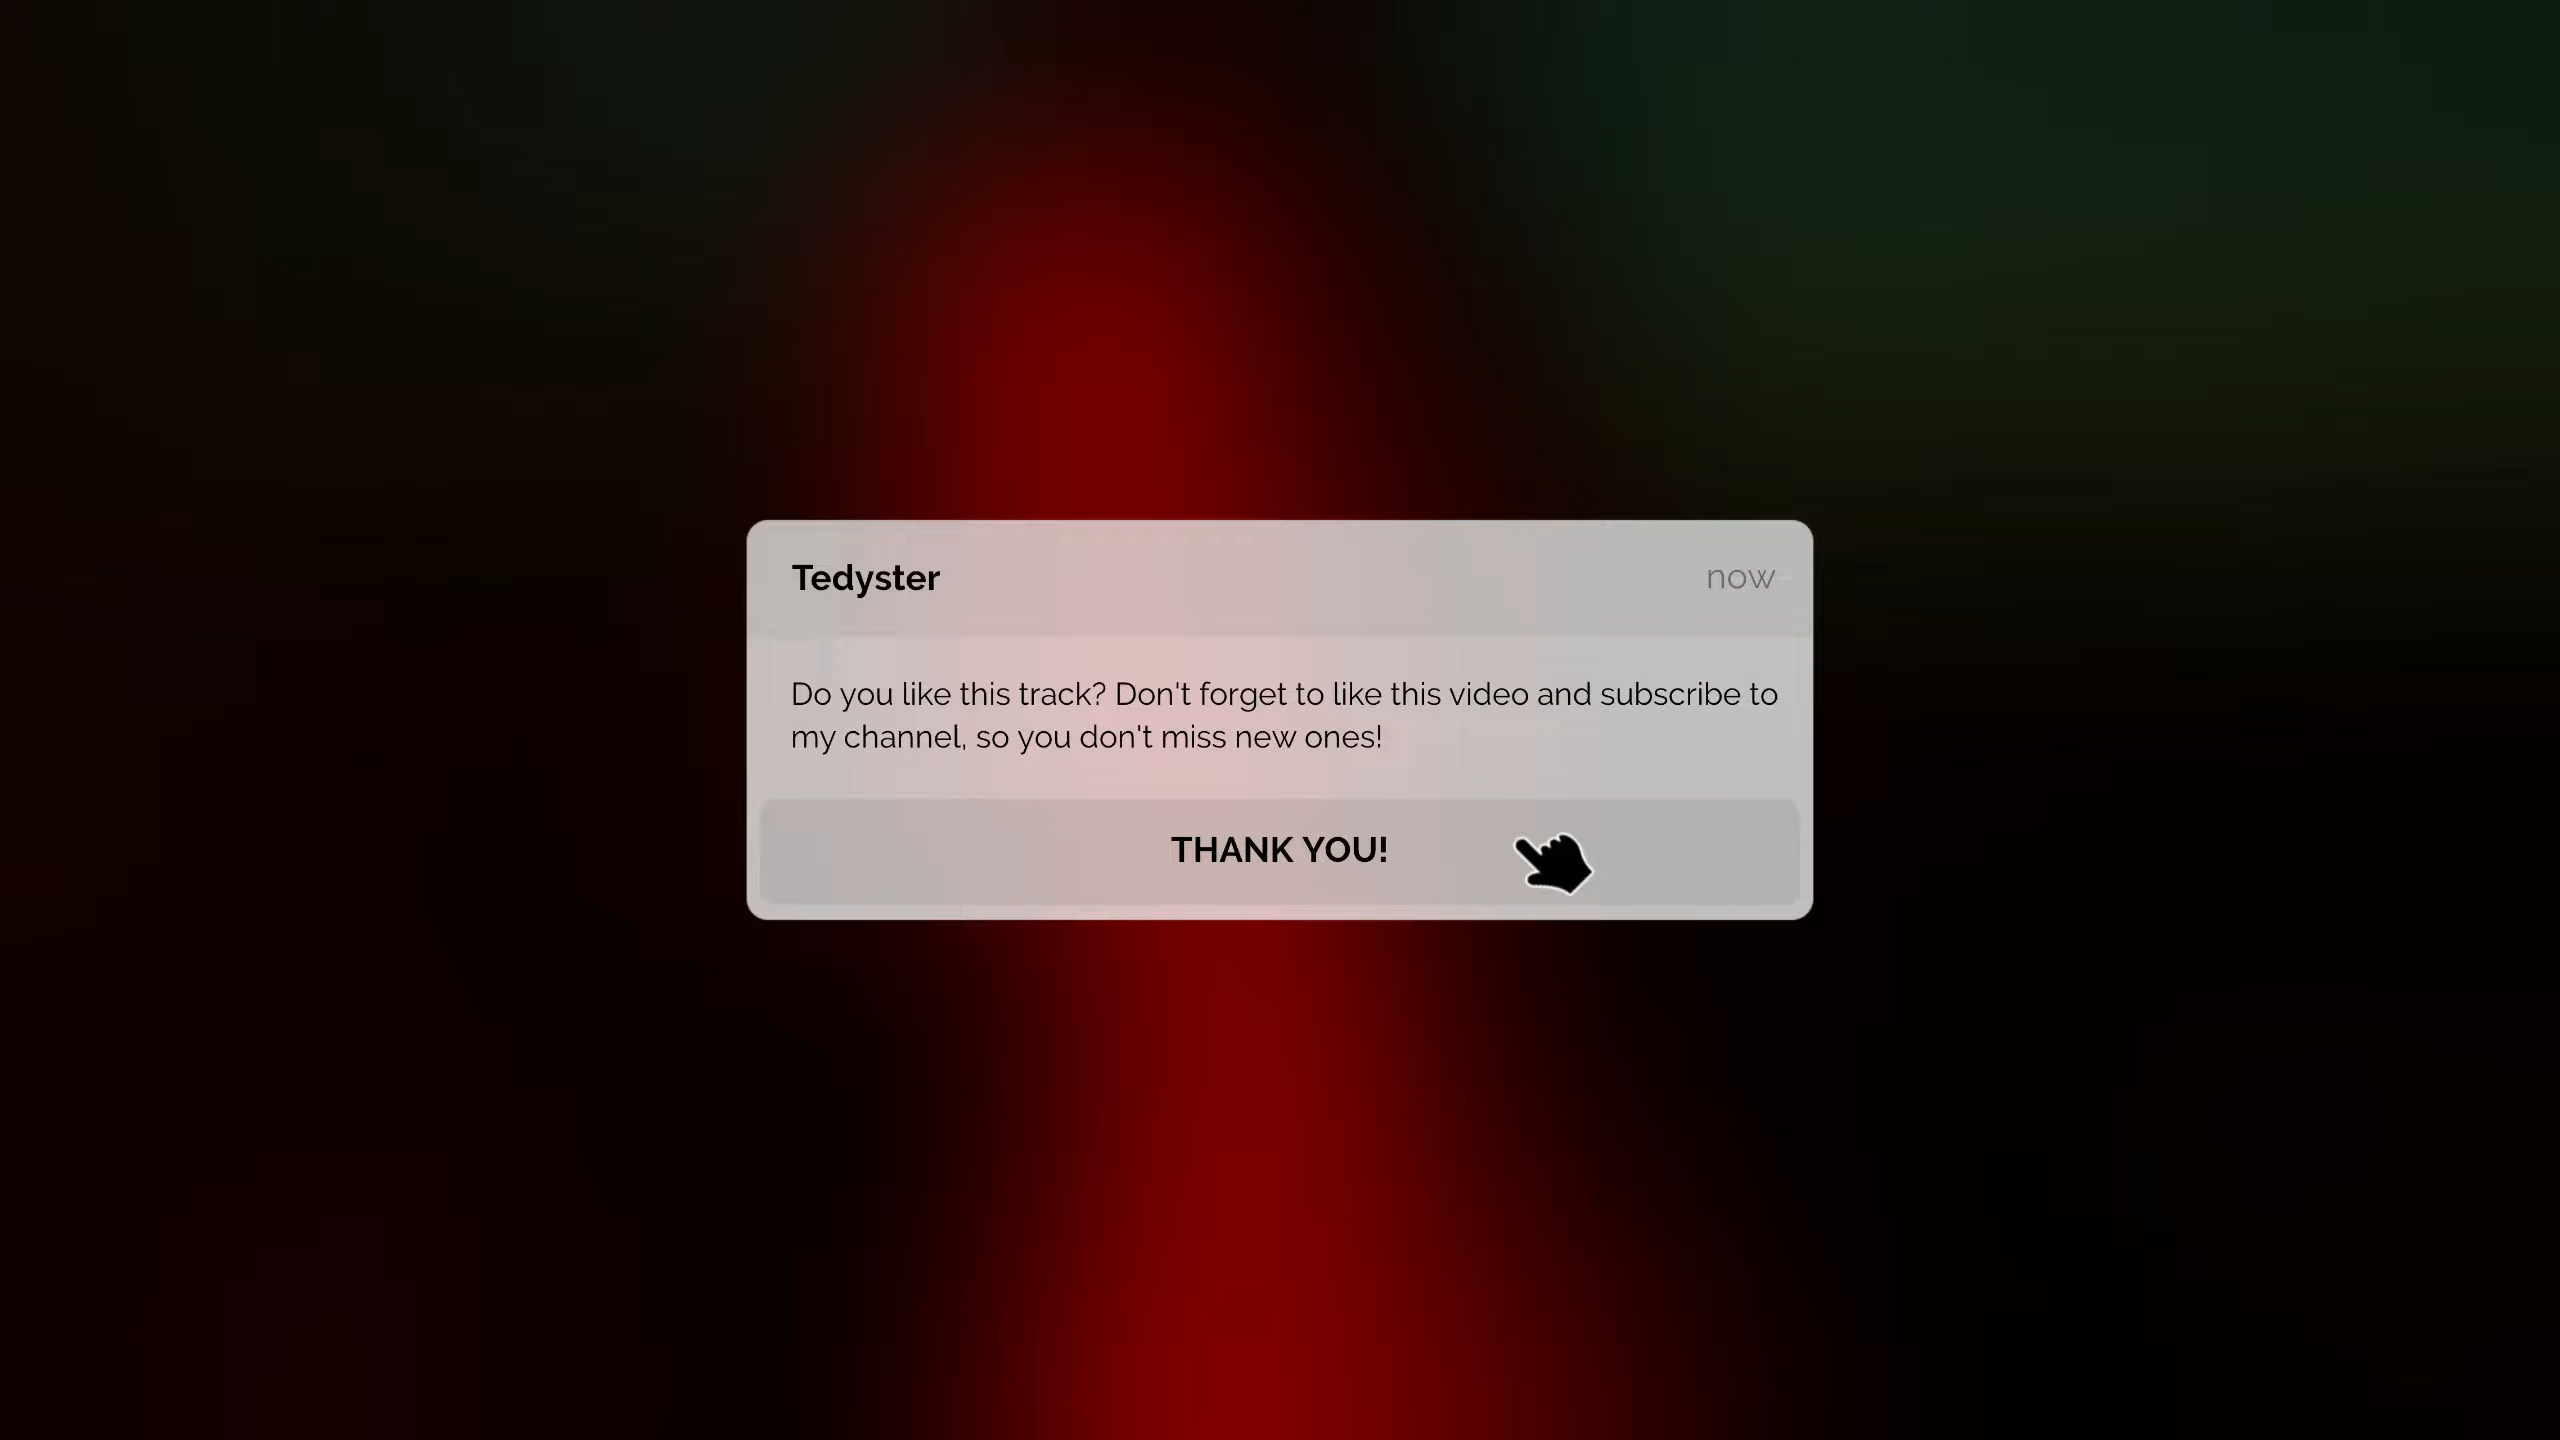 Tedyster
now
Do you like this track? Don't forget to like this video and subscribe to
my channel, so you don't miss new ones!
THANK YOU!